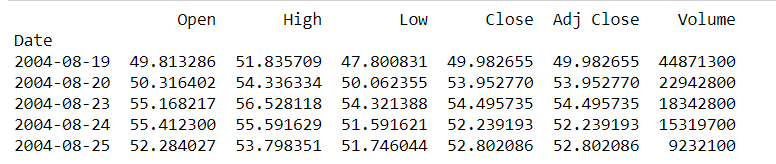 Open High Low Close Adj Close Volume
Date
2004-08-19 49.813286 51.835709 47.800831 49.982655 49.982655 44871300
2004-08-20 50.316402 54.336334 50.062355 53.952770 53.952770 22942800
2004-08-23 55.168217 56.528118 54.321388 54.495735 54.495735 18342800
2004-08-24 55.412300 55.591629 51.591621 52.239193 52.239193 15319700
2004-08-25 52.284027 53.798351 51.746044 52.802086 52.802086 9232100